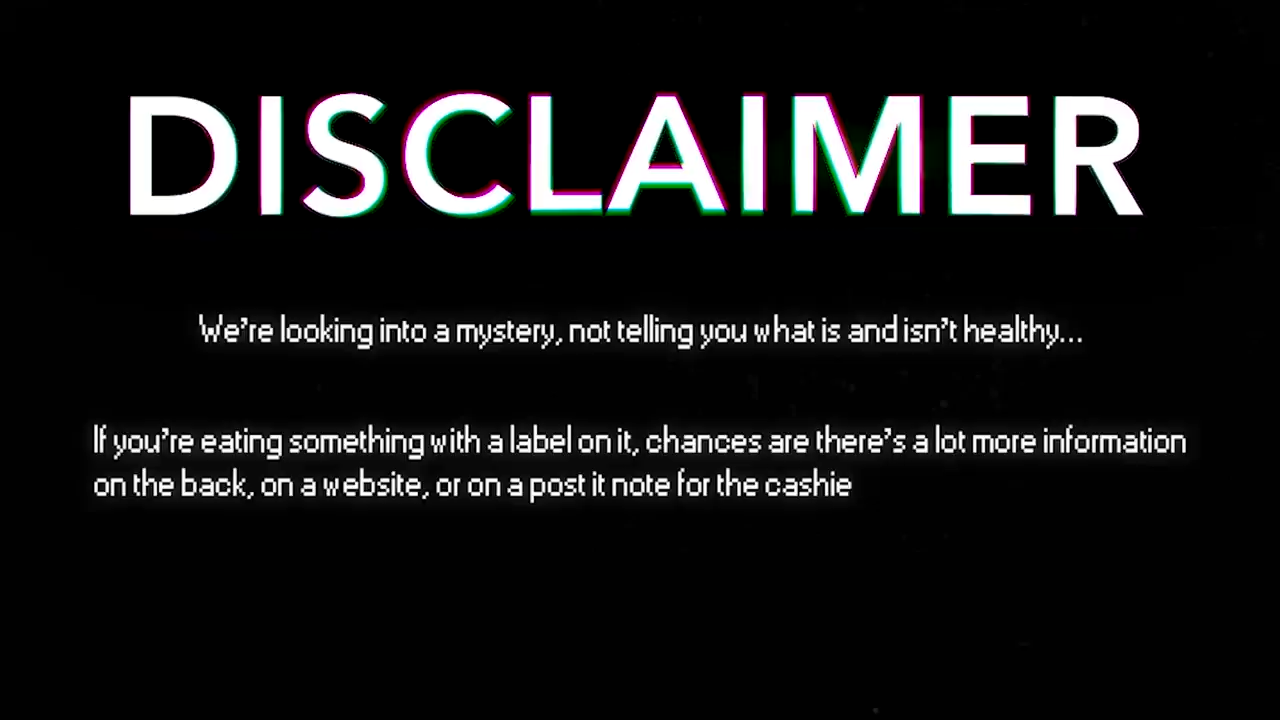 DISCLAIMER
We're looking into a mystery, not telling you what is and isn't healthy...
If you're eating something with a label on it, chances are there's a lot more information
on the back, on a website, or on a post it note for the cashie